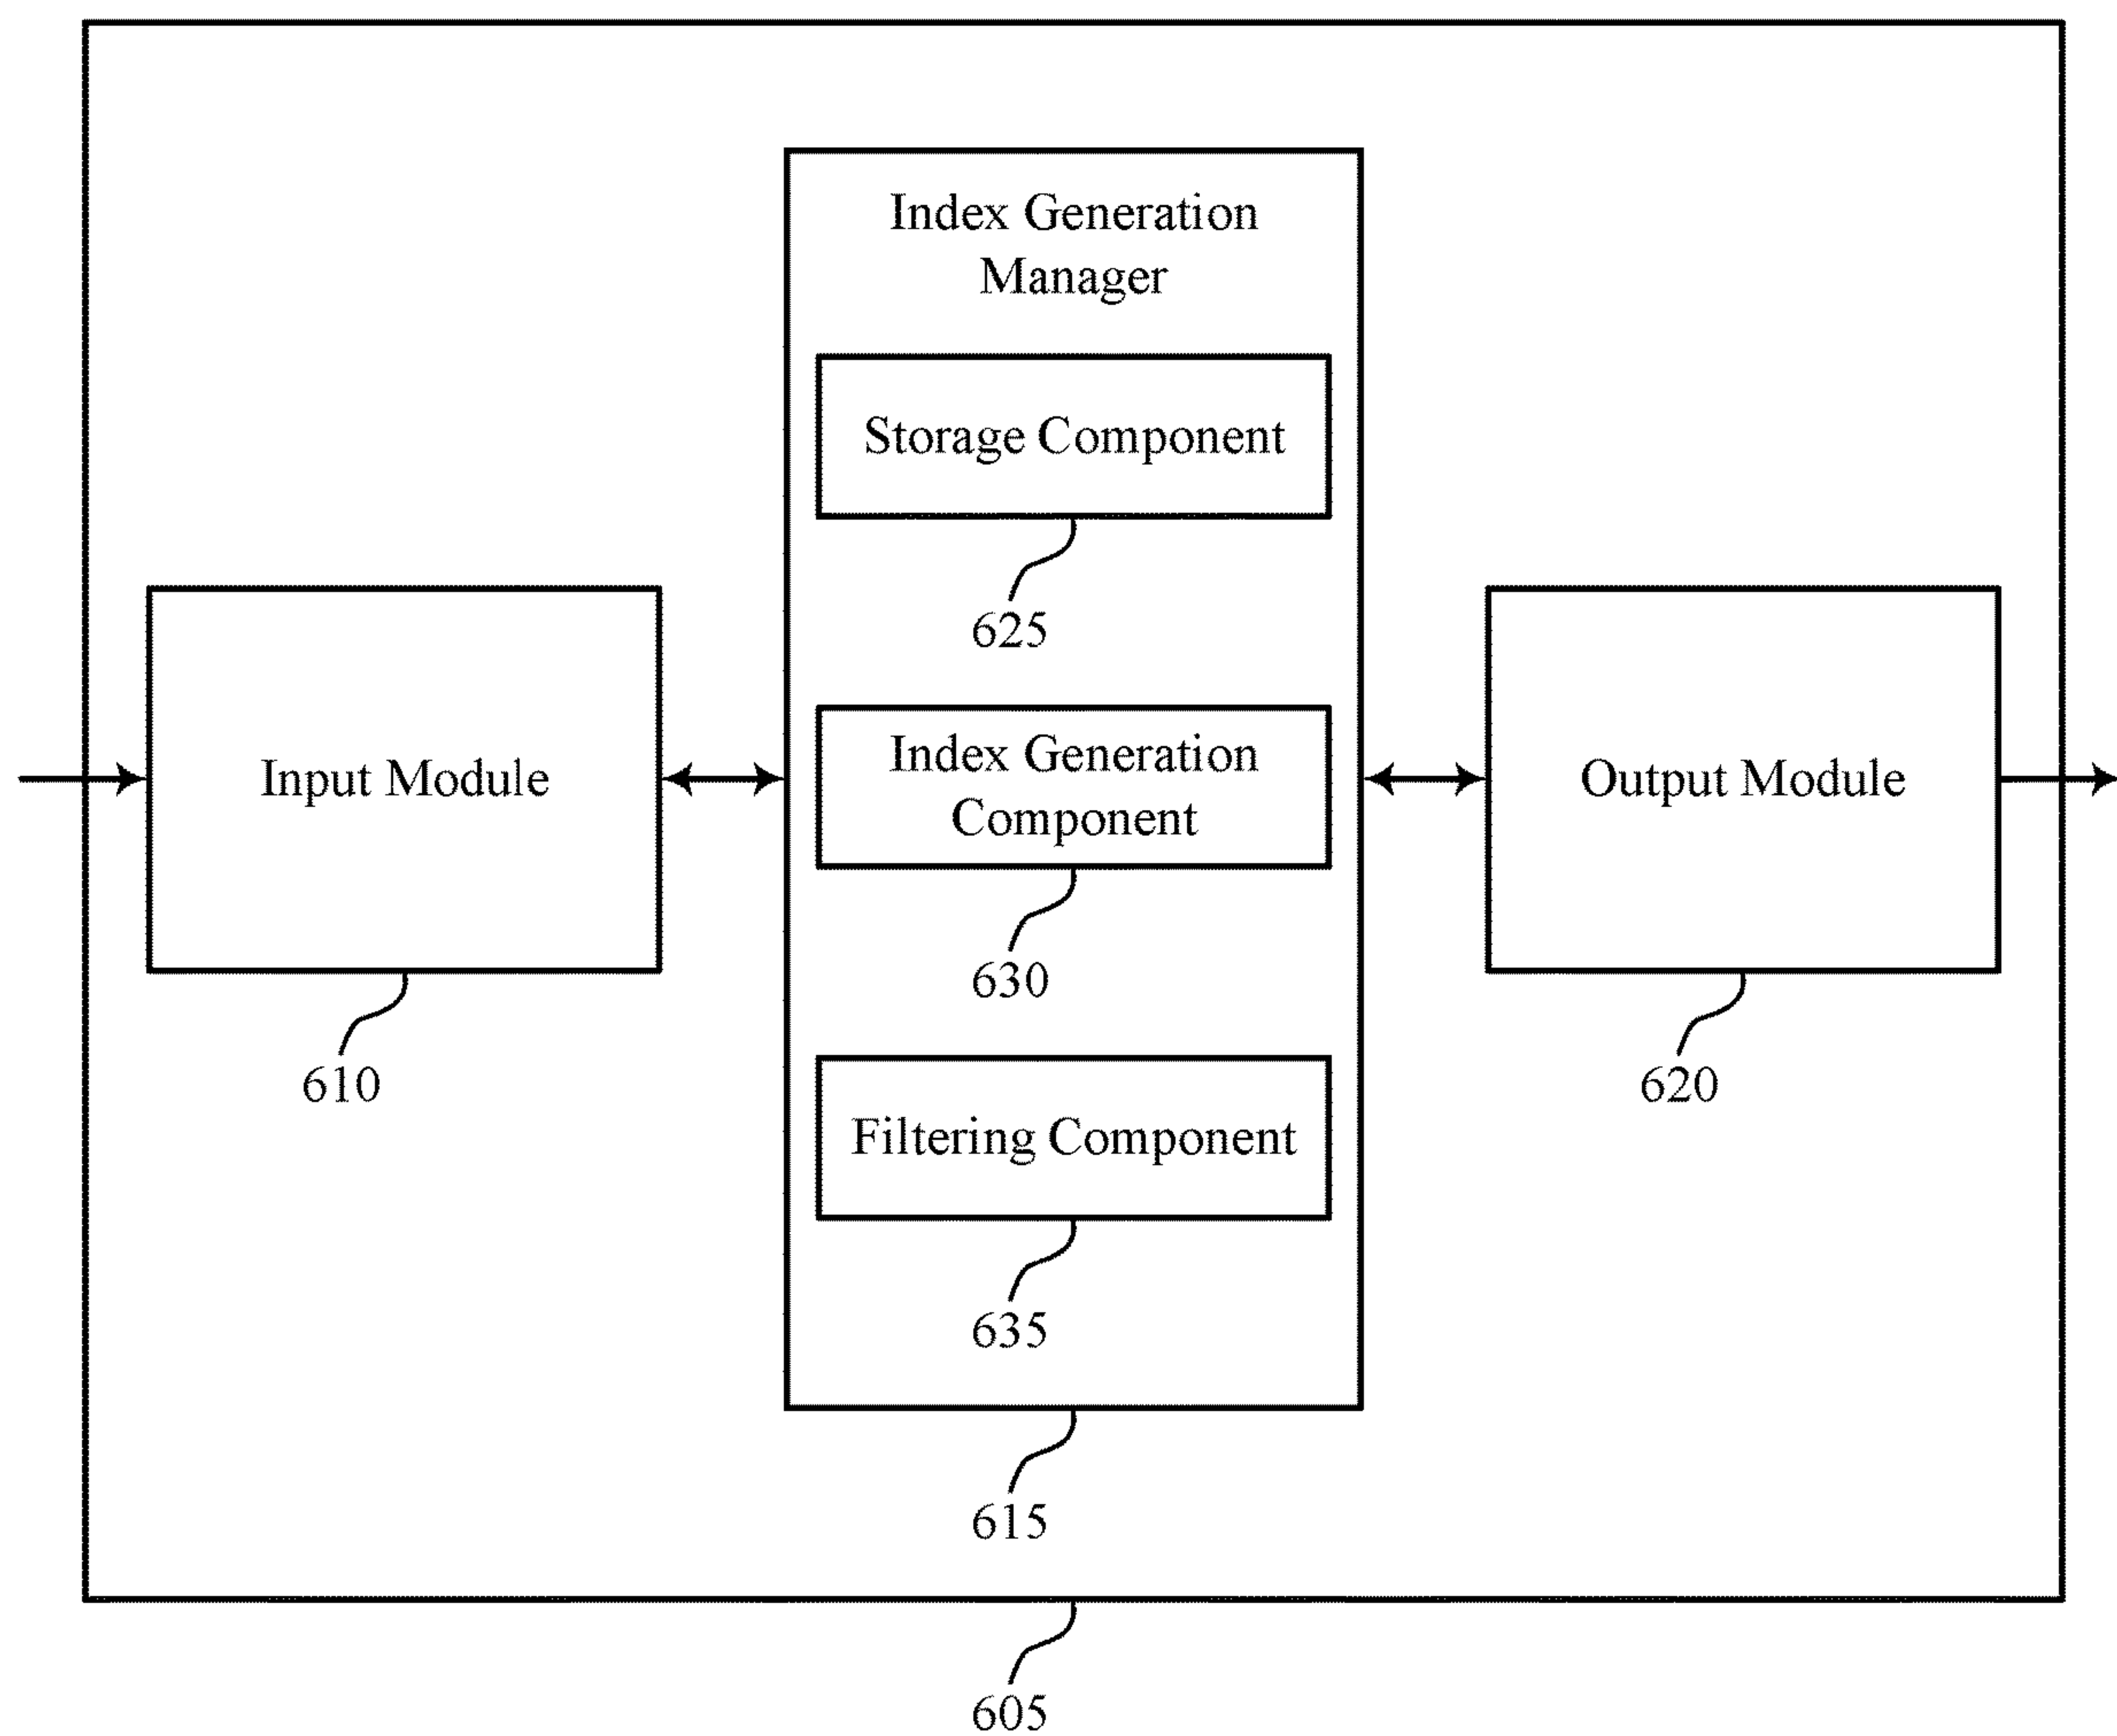 Index Generation
Manager
Storage Component
625
Input Module
Index Generation
Component
Output Module
630
610
620
Filtering Component
635
615
605